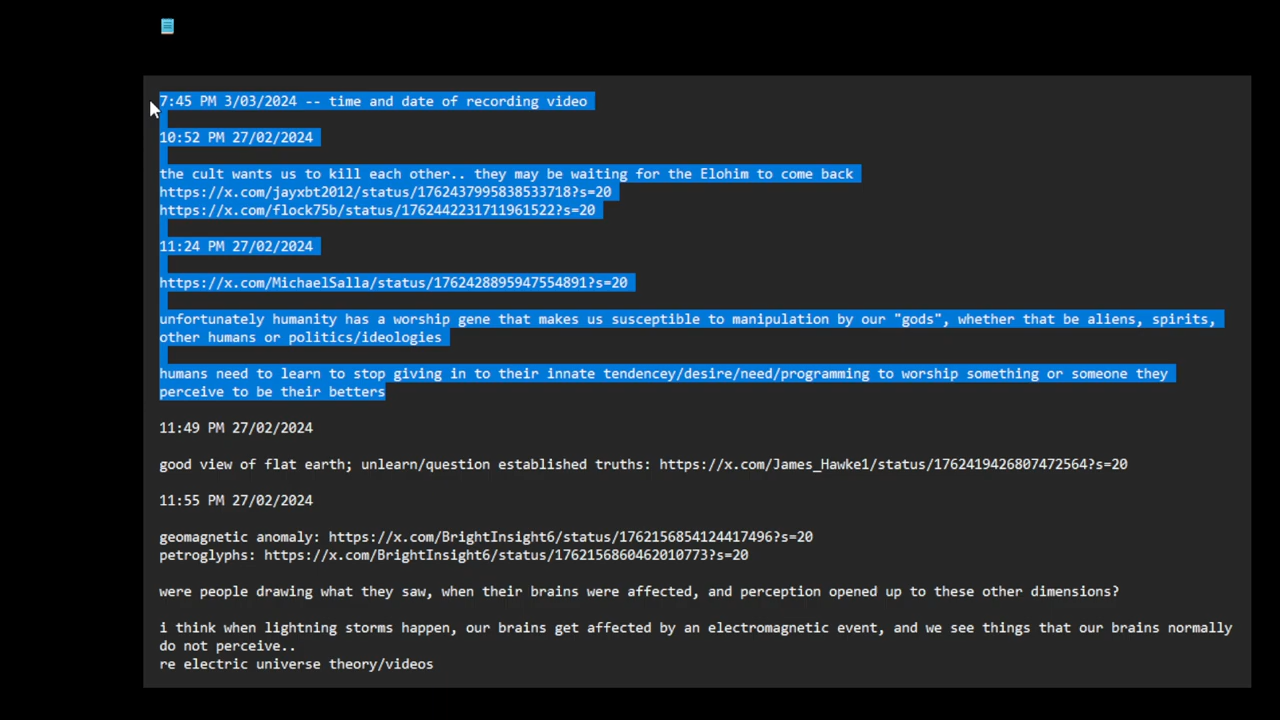 7:45 PM 3/03/2024 -- time and date of recording video
10:52 PM 27/02/2024
the cult wants us to kill each other.. they may be waiting for the Elohim to come back
https://x.com/jayxbt2012/status/1762437995838533718?s=20
https://x.com/flock75b/status/1762442231711961522?s=20
11:24 PM 27/02/2024
https://x.com/MichaelSalla/status/1762428895947554891?s=20
unfortunately humanity has a worship gene that makes us susceptible to manipulation by our "gods", whether that be aliens, spirits,
other humans or politics/ideologies
humans need to learn to stop giving in to their innate tendencey/desire/need/programming to worship something or someone they
perceive to be their betters
11:49 PM 27/02/2024
good view of flat earth; unlearn/question established truths: https://x.com/James_Hawke1/status/1762419426807472564?s=20
11:55 PM 27/02/2024
geomagnetic anomaly: https://x.com/BrightInsight6/status/1762156854124417496?s=20
petroglyphs: https://x.com/BrightInsight6/status/1762156860462010773?s=20
were people drawing what they saw, when their brains were affected, and perception opened up to these other dimensions?
i think when lightning storms happen, our brains get affected by an electromagnetic event, and we see things that our brains normally
do not perceive..
re electric universe theory/videos